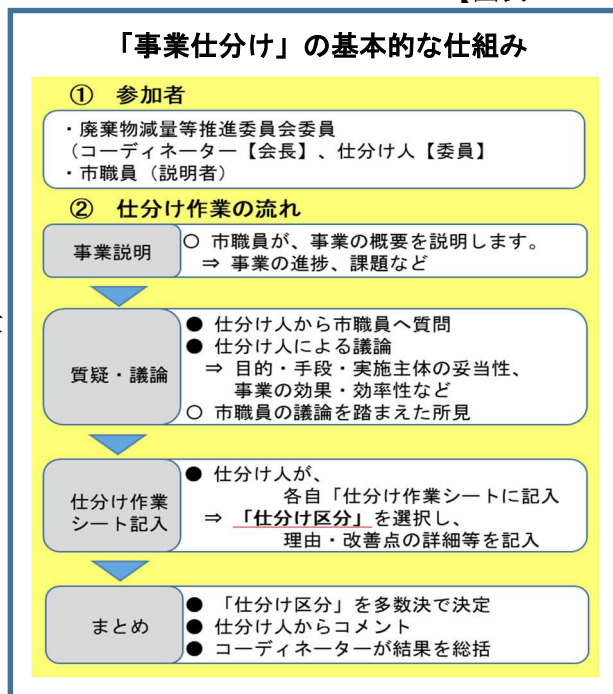 「事業仕分け」の基本的な仕組み
① 参加者
・廃棄物減量等推進委員会委員
（コーディネーター【会長】、仕分け人【委員】
・市職員（説明者）
② 仕分け作業の流れ
事業説明
○ 市職員が、事業の概要を説明します。
⇒ 事業の進捗、課題など
質疑・議論
● 仕分け人から市職員へ質問
● 仕分け人による議論
⇒ 目的・手段・実施主体の妥当性、
事業の効果・効率性など
○ 市職員の議論を踏まえた所見
仕分け作業
シート記入
● 仕分け人が、
各自「仕分け作業シートに記入
⇒ 「仕分け区分」を選択し、
理由・改善点の詳細等を記入
まとめ
● 「仕分け区分」を多数決で決定
● 仕分け人からコメント
● コーディネーターが結果を総括